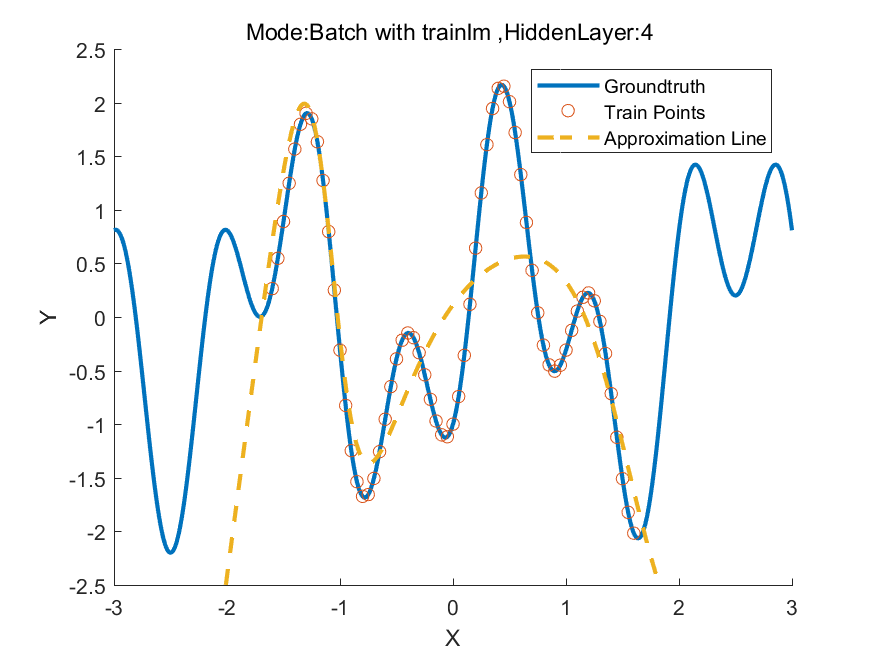 Mode:Batch with trainlm ,HiddenLayer:4
2.5
2
1.5
1
0.5
0
-0.5
-1
-1.5
-2
-2.5
Y
Groundtruth
Train Points
Approximation Line
-3 -2 -1 0 1 2 3
X